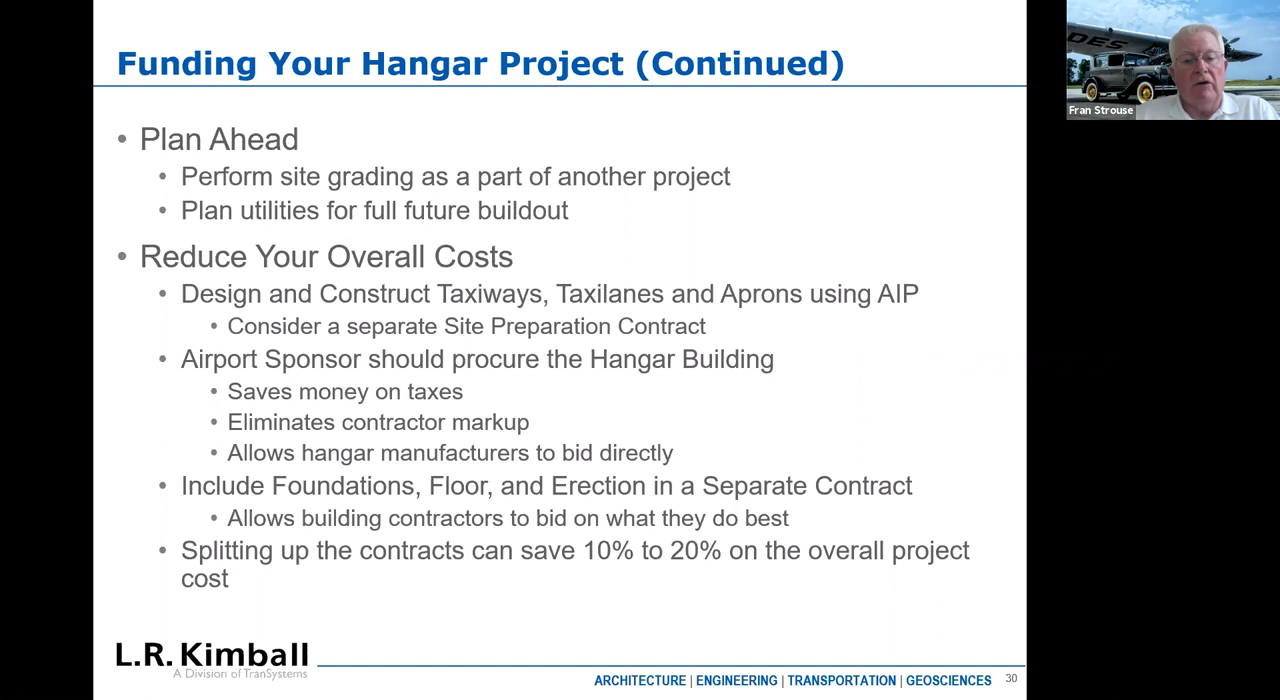 Funding Your Hangar Project (Continued)
• Plan Ahead
• Perform site grading as a part of another project
• Plan utilities for full future buildout
• Reduce Your Overall Costs
• Design and Construct Taxiways, Taxilanes and Aprons using AIP
• Consider a separate Site Preparation Contract
• Airport Sponsor should procure the Hangar Building
• Saves money on taxes
• Eliminates contractor markup
• Allows hangar manufacturers to bid directly
• Include Foundations, Floor, and Erection in a Separate Contract
• Allows building contractors to bid on what they do best
• Splitting up the contracts can save 10% to 20% on the overall project
cost
L.R. Kimball
A Division of TranSystems
ARCHITECTURE | ENGINEERING | TRANSPORTATION | GEOSCIENCES
30
DES
Fran Strouse